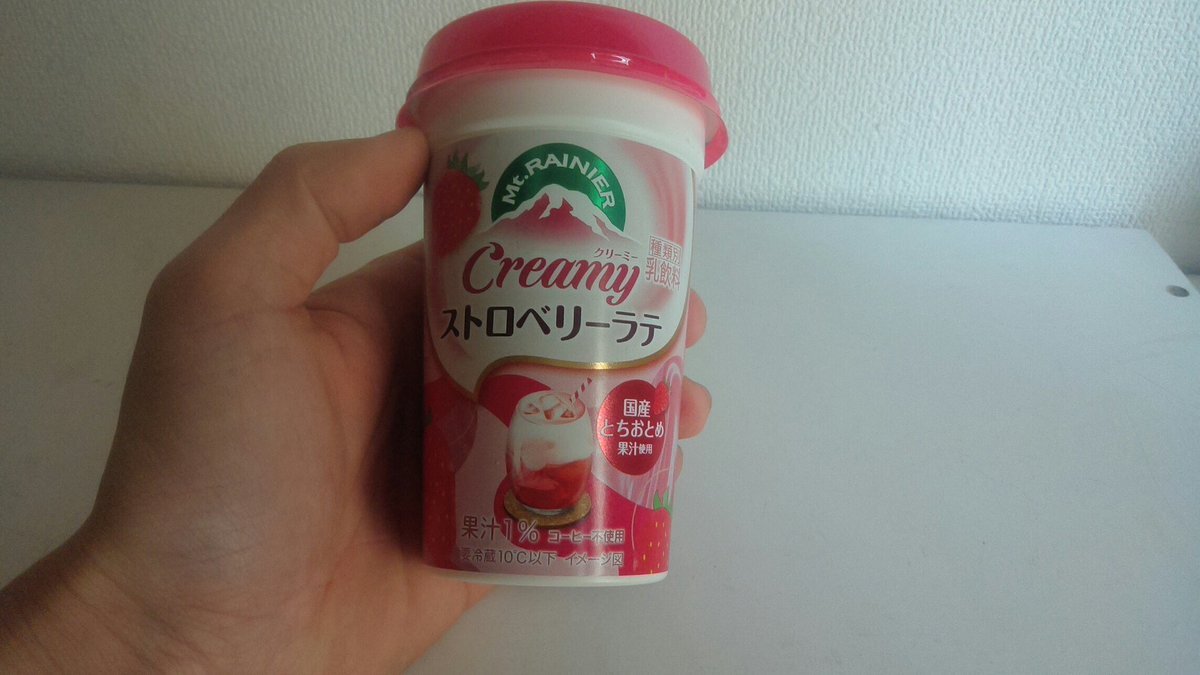 Mt. RAINIER
クリーミー
Creamy
種類別
乳飲料
ストロベリーラテ
国産
とちおとめ
果汁使用
果汁1% コーヒー不使用
要冷蔵10℃以下 イメージ図